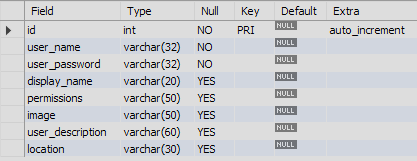 Field Type Null Key Default Extra
id int NO PRI NULL auto_increment
user_name varchar(32) NO NULL
user_password varchar(32) NO NULL
display_name varchar(20) YES NULL
permissions varchar(50) YES NULL
image varchar(50) YES NULL
user_description varchar(60) YES NULL
location varchar(30) YES NULL